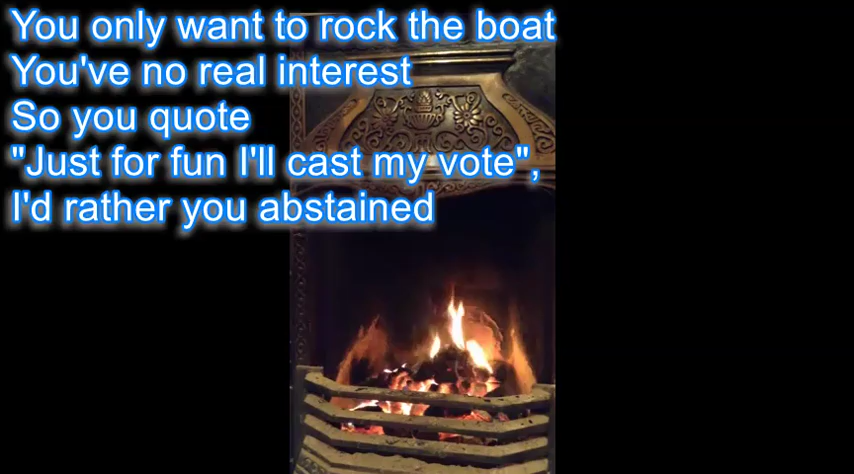 You only want to rock the boat
You've no real interest
So you quote
"Just for fun I'll cast my vote",
I'd rather you abstained